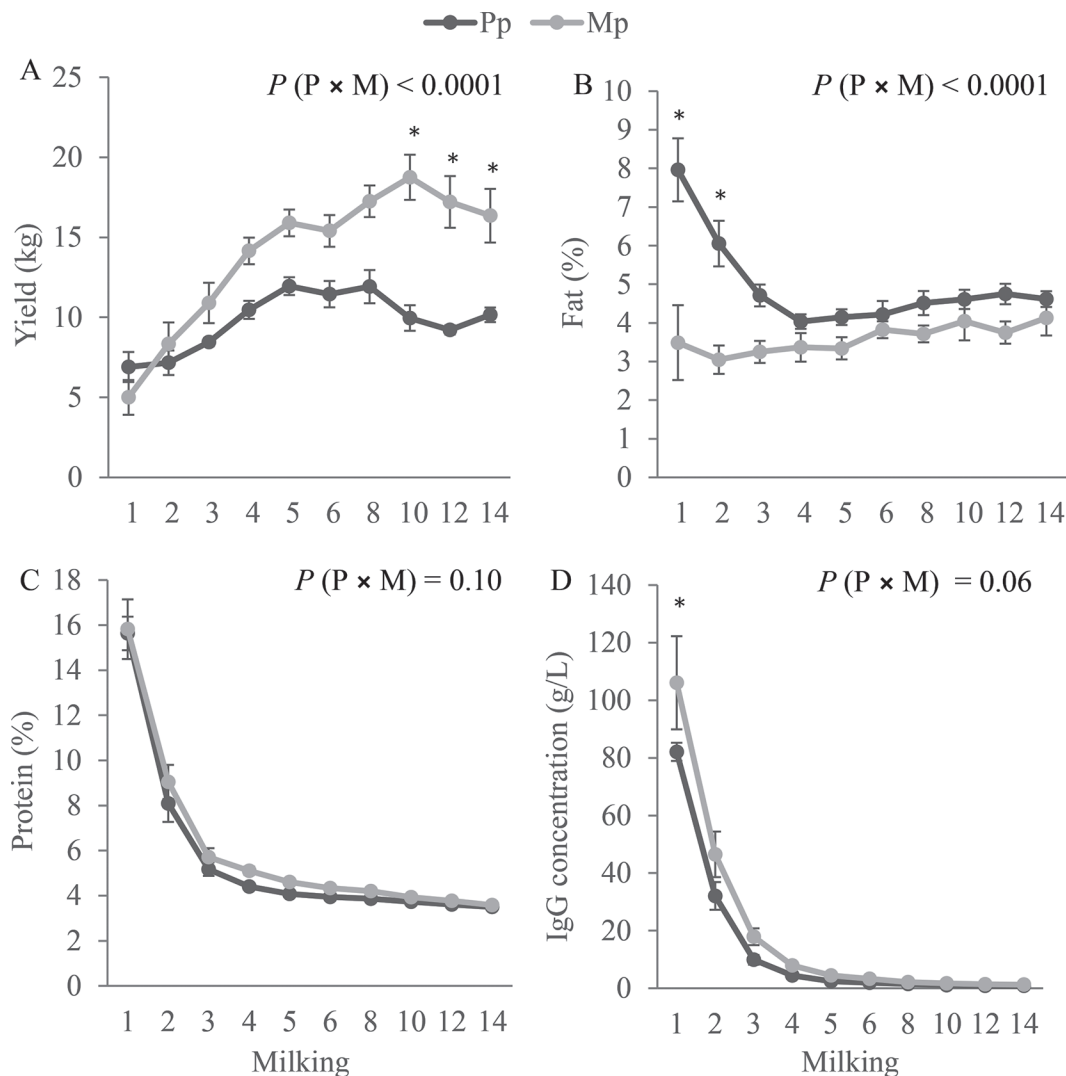 Pp Mp
A P (P × M) < 0.0001
Yield (kg)
25
20
15
10
5
0
* * *
1 2 3 4 5 6 8 10 12 14
B P (P × M) < 0.0001
Fat (%)
10
9
8
7
6
5
4
3
2
1
0
* *
1 2 3 4 5 6 8 10 12 14
C P (P × M) = 0.10
Protein (%)
18
16
14
12
10
8
6
4
2
0
1 2 3 4 5 6 8 10 12 14
Milking
D P (P × M) = 0.06
IgG concentration (g/L)
140
120
100
80
60
40
20
0
*
1 2 3 4 5 6 8 10 12 14
Milking